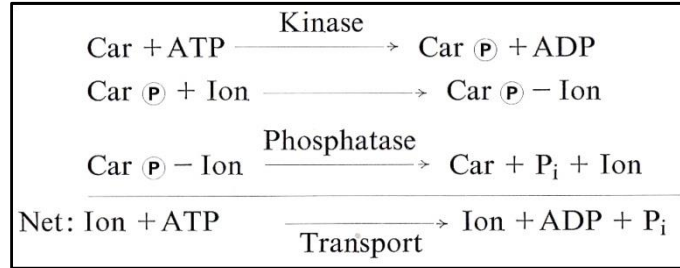 Kinase
Car + ATP → Car Ⓟ + ADP
Car Ⓟ + Ion → Car Ⓟ − Ion
Phosphatase
Car Ⓟ − Ion → Car + Pᵢ + Ion
Net: Ion + ATP → Ion + ADP + Pᵢ
Transport